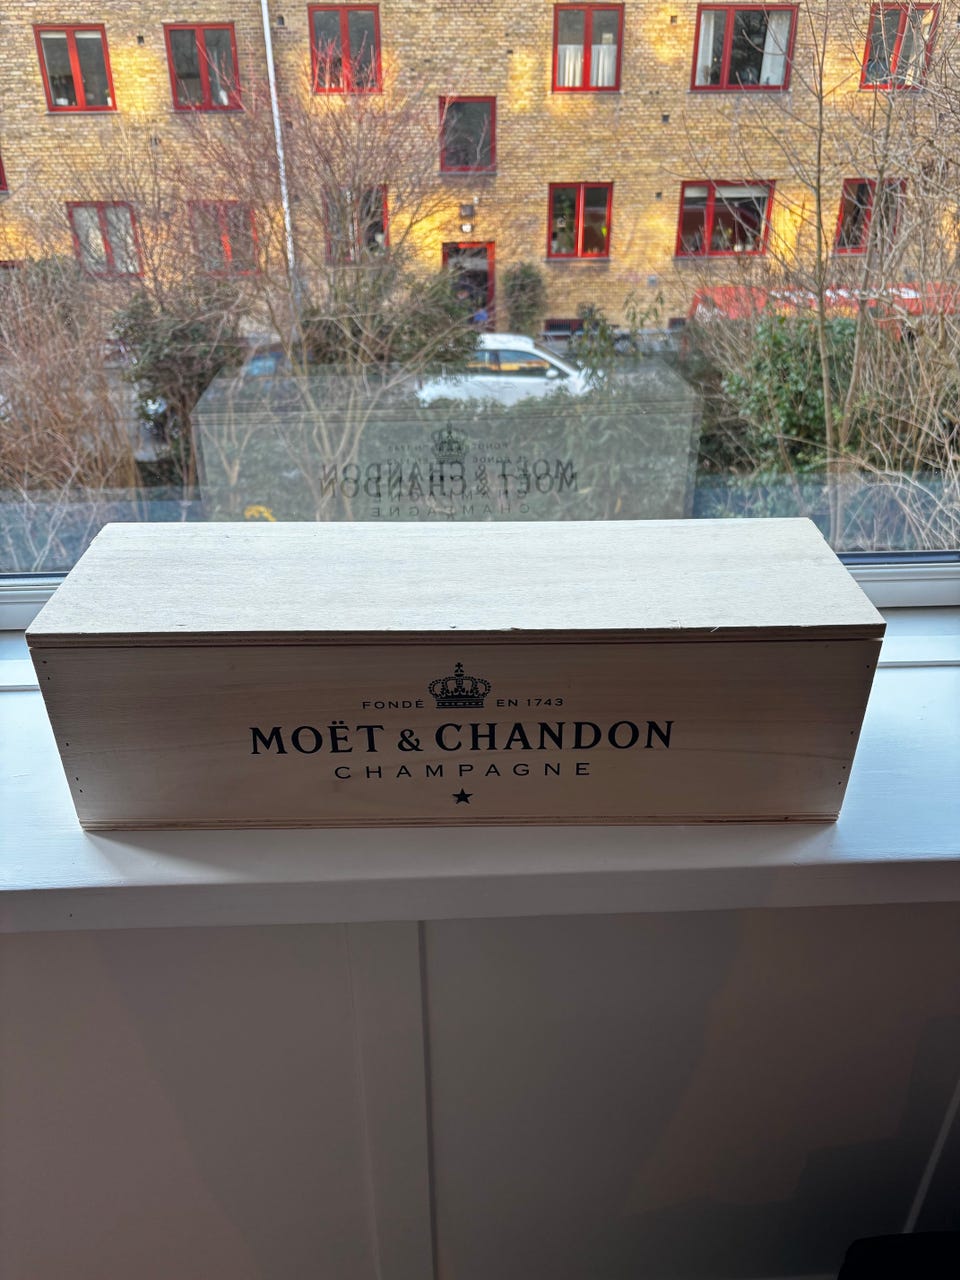 FONDÉ EN 1743
MOËT & CHANDON
CHAMPAGNE